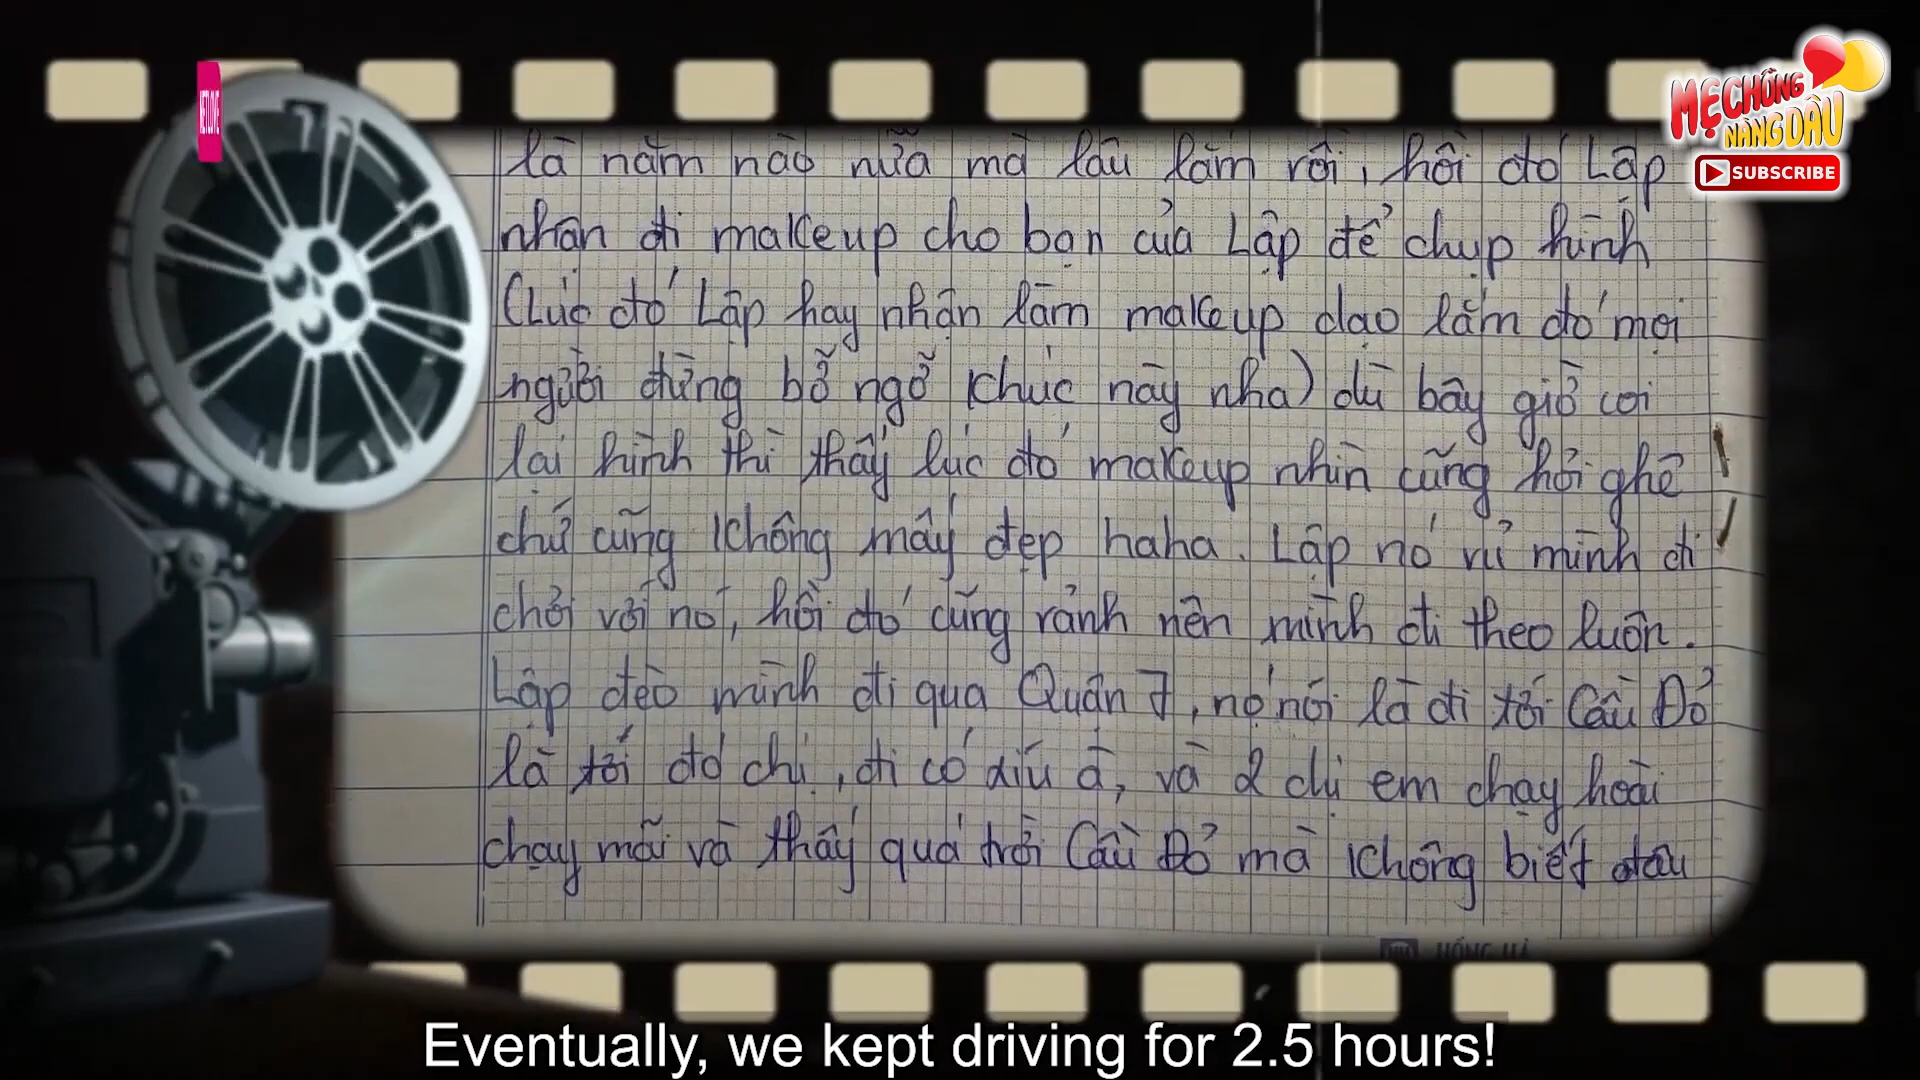 NETLOVE
MẸ CHỒNG
NÀNG DÂU
SUBSCRIBE
là năm nào nữa mà lâu lắm rồi, hồi đó Lập
nhận đi makeup cho bạn của Lập để chụp hình
(Lúc đó Lập hay nhận làm makeup dạo lắm đó mọi
người đừng bỡ ngỡ khúc này nha) dù bây giờ coi
lại hình thì thấy lúc đó makeup nhìn cũng hơi ghê
chứ cũng không mấy đẹp haha. Lập nó rủ mình đi
chơi với nó, hồi đó cũng rảnh nên mình đi theo luôn.
Lập đèo mình đi qua Quận 7, nó nói là đi tới Cầu Đỏ
là tới đó chị, đi có xíu à, và 2 chị em chạy hoài
chạy mãi và thấy quá trời Cầu Đỏ mà không biết đâu
HỒNG HÀ
Eventually, we kept driving for 2.5 hours!